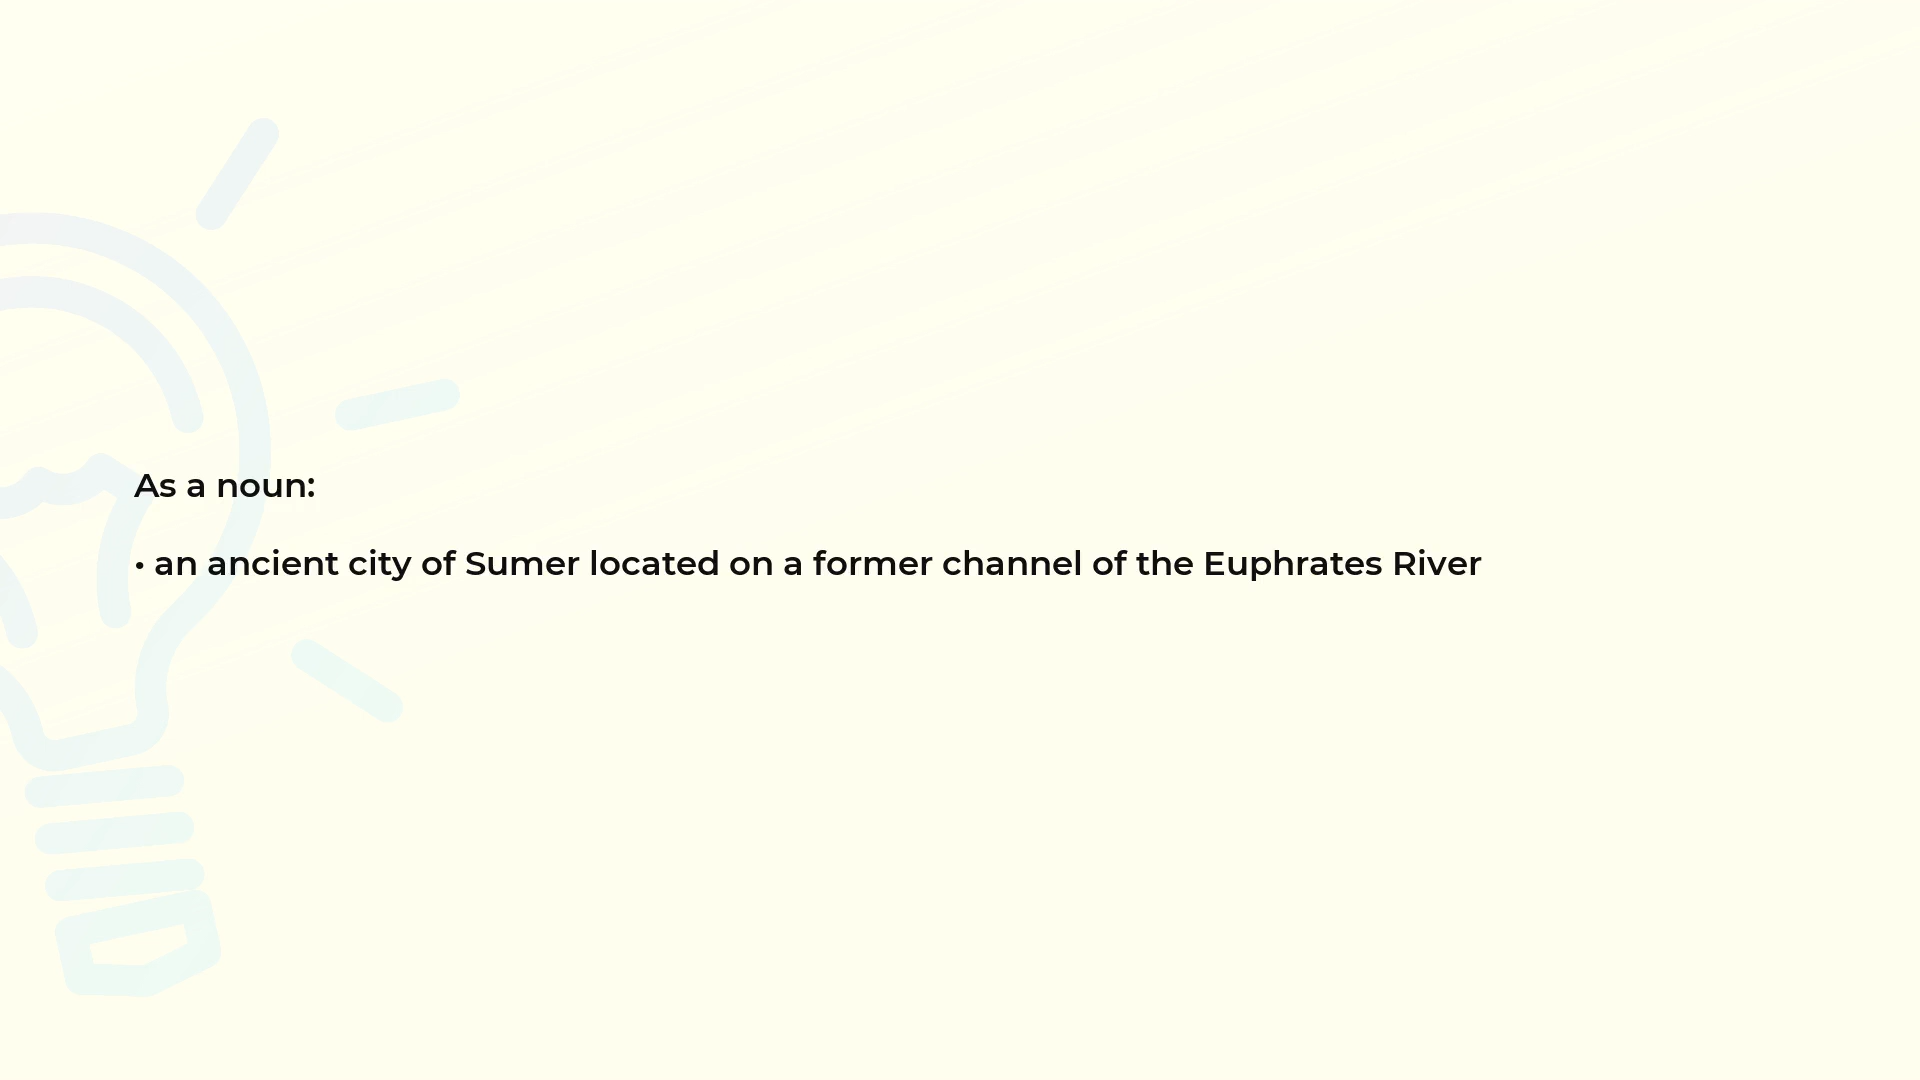 As a noun:
• an ancient city of Sumer located on a former channel of the Euphrates River